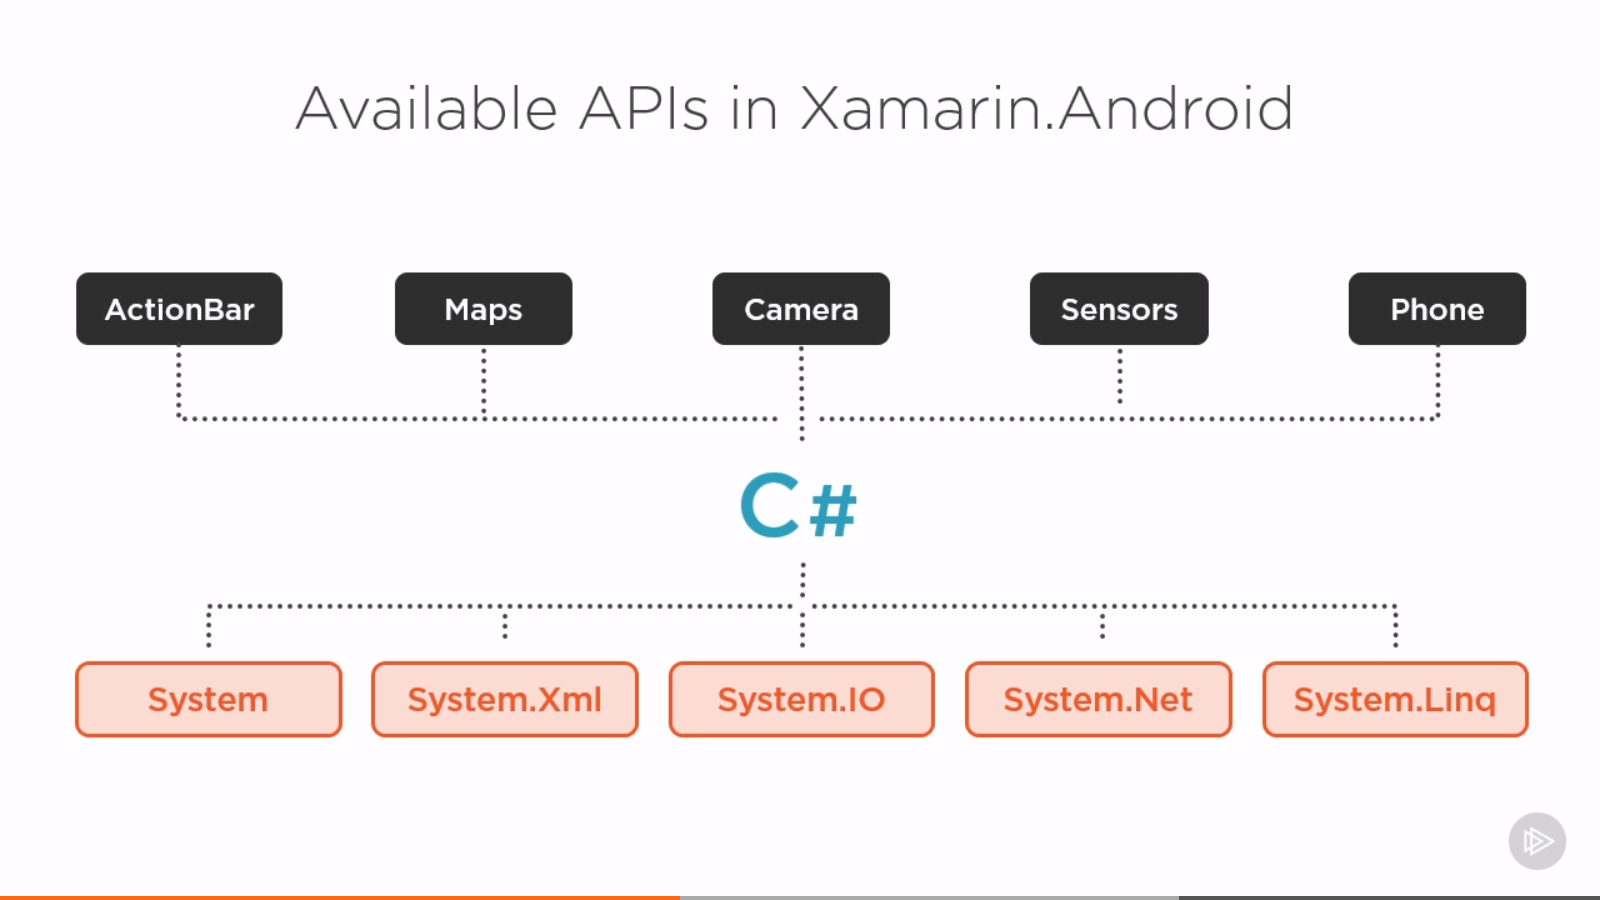 Available APIs in Xamarin.Android
ActionBar
Maps
Camera
Sensors
Phone
C#
System
System.Xml
System.IO
System.Net
System.Linq